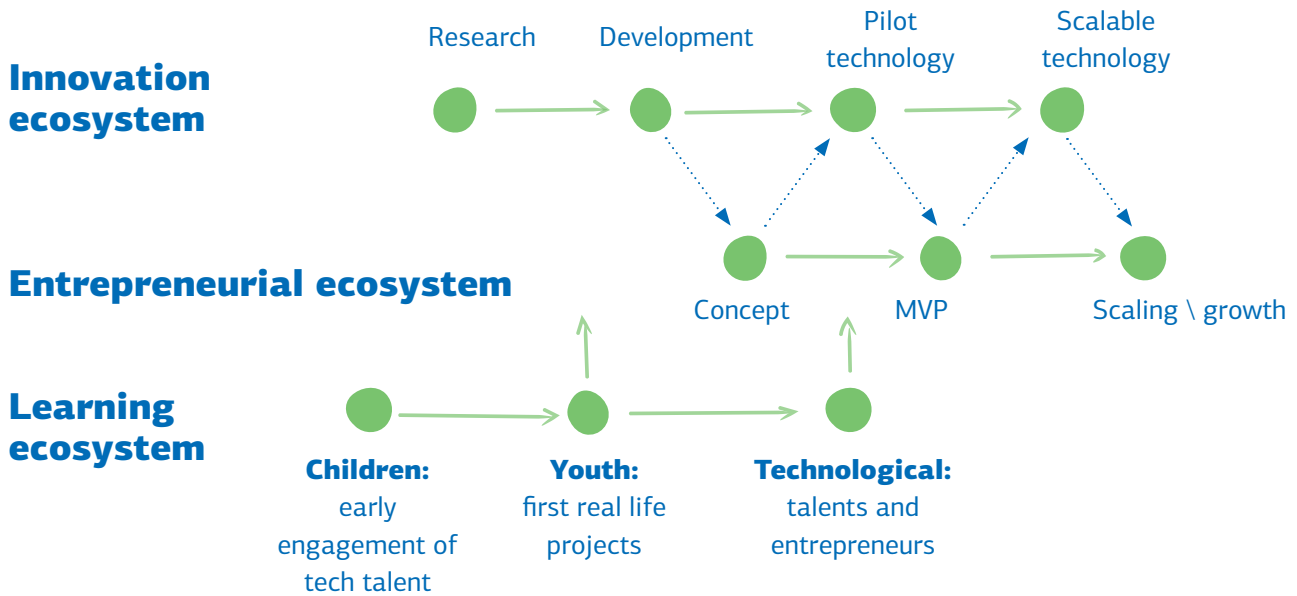 Research
Development
Pilot
technology
Scalable
technology
Innovation
ecosystem
Entrepreneurial ecosystem
Concept
MVP
Scaling \ growth
Learning
ecosystem
Children:
early
engagement of
tech talent
Youth:
first real life
projects
Technological:
talents and
entrepreneurs